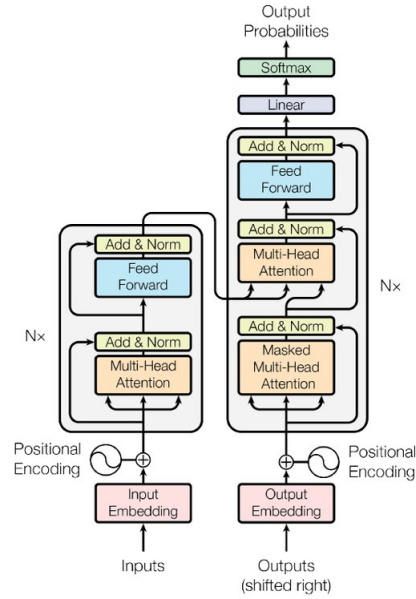 Output
Probabilities
Softmax
Linear
Add & Norm
Feed
Forward
Add & Norm
Multi-Head
Attention
Add & Norm
Masked
Multi-Head
Attention
N×
Add & Norm
Feed
Forward
Add & Norm
Multi-Head
Attention
N×
Positional
Encoding
Positional
Encoding
Input
Embedding
Output
Embedding
Inputs
Outputs
(shifted right)